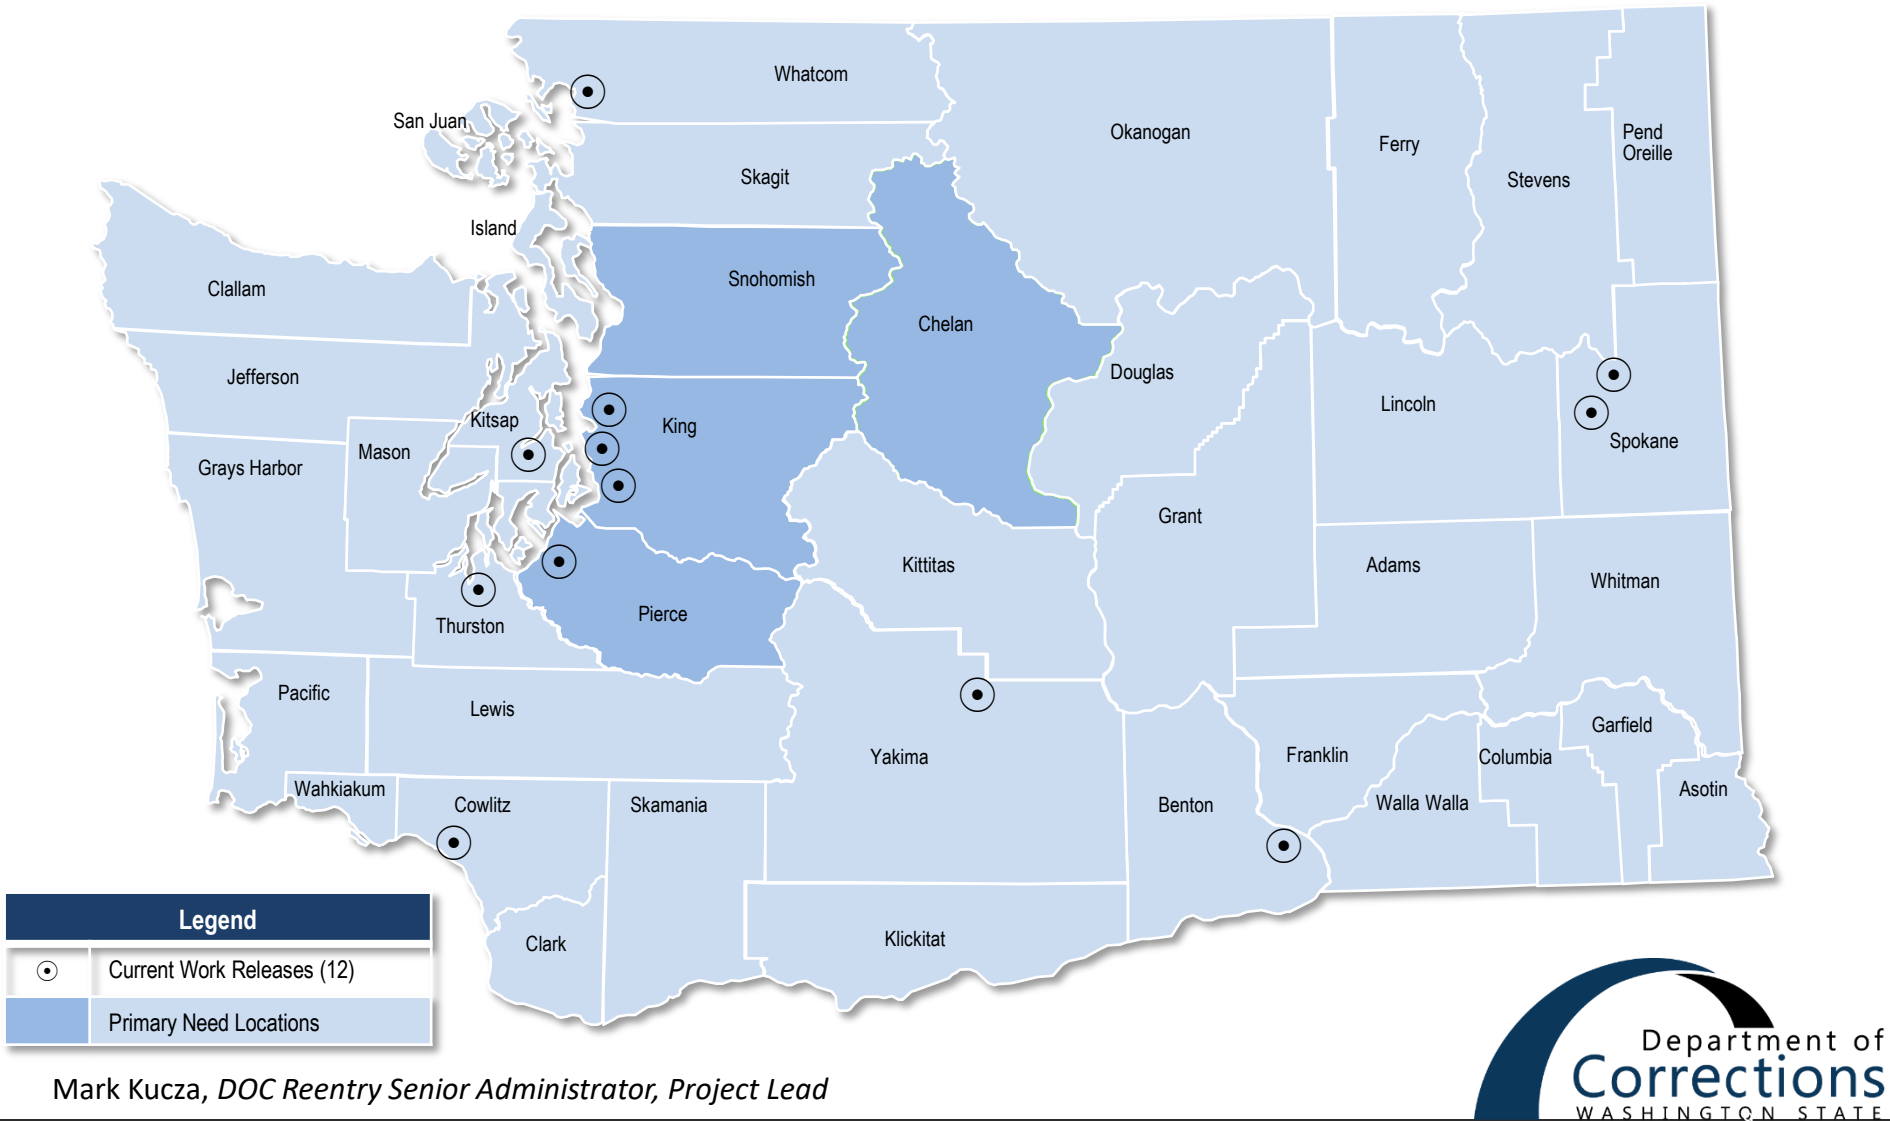 Whatcom
San Juan
Okanogan
Ferry
Pend
Oreille
Stevens
Skagit
Island
Snohomish
Clallam
Chelan
Douglas
Jefferson
Kitsap
King
Lincoln
Spokane
Mason
Grays Harbor
Grant
Kittitas
Adams
Whitman
Pierce
Thurston
Pacific
Lewis
Yakima
Franklin
Columbia
Garfield
Asotin
Wahkiakum
Cowlitz
Skamania
Benton
Walla Walla
Clark
Klickitat
Legend
Current Work Releases (12)
Primary Need Locations
Mark Kucza, DOC Reentry Senior Administrator, Project Lead
Department of
Corrections
WASHINGTON STATE